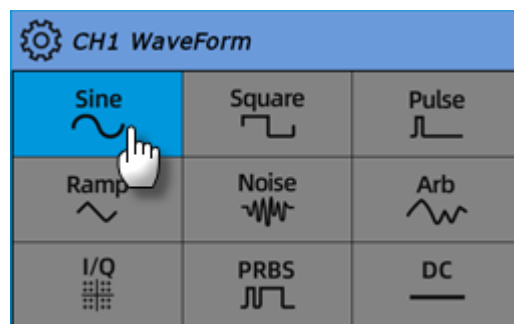 CH1 WaveForm
Sine Square Pulse
Ramp Noise Arb
I/Q PRBS DC